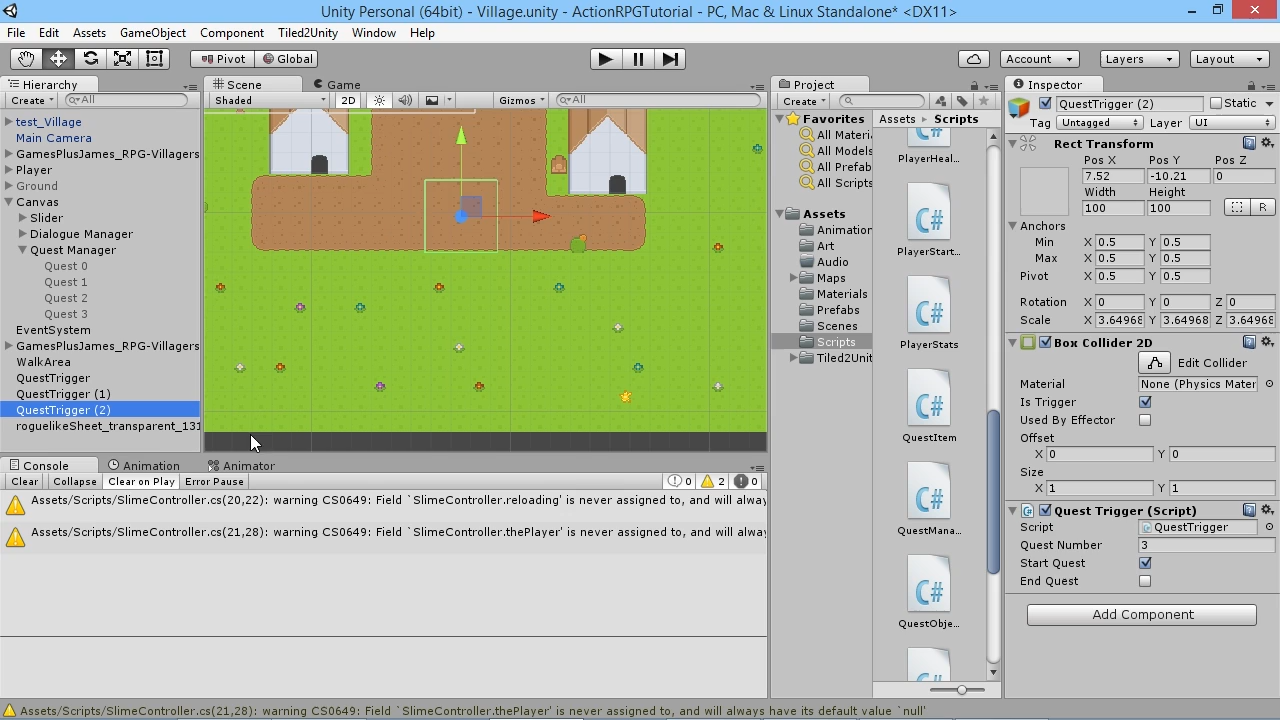 Unity Personal (64bit) - Village.unity - ActionRPGTutorial - PC, Mac & Linux Standalone* <DX11>
File Edit Assets GameObject Component Tiled2Unity Window Help
Pivot Global Account Layers Layout
Hierarchy
Create All
test_Village
Main Camera
GamesPlusJames_RPG-Villagers
Player
Ground
Canvas
Slider
Dialogue Manager
Quest Manager
Quest 0
Quest 1
Quest 2
Quest 3
EventSystem
GamesPlusJames_RPG-Villagers
WalkArea
QuestTrigger
QuestTrigger (1)
QuestTrigger (2)
roguelikeSheet_transparent_131
Scene Game
Shaded 2D Gizmos All
Console Animation Animator
Clear Collapse Clear on Play Error Pause 0 2 0
Assets/Scripts/SlimeController.cs(20,22): warning CS0649: Field `SlimeController.reloading' is never assigned to, and will alway
Assets/Scripts/SlimeController.cs(21,28): warning CS0649: Field `SlimeController.thePlayer' is never assigned to, and will alway
Project
Create
Favorites
All Materi
All Models
All Prefab
All Scripts
Assets
Animation
Art
Audio
Maps
Materials
Prefabs
Scenes
Scripts
Tiled2Unit
Assets Scripts
PlayerHeal...
C#
PlayerStart...
C#
PlayerStats
C#
QuestItem
C#
QuestMana...
C#
QuestObje...
Inspector
QuestTrigger (2) Static
Tag Untagged Layer UI
Rect Transform
Pos X Pos Y Pos Z
7.52 -10.21 0
Width Height
100 100 R
Anchors
Min X 0.5 Y 0.5
Max X 0.5 Y 0.5
Pivot X 0.5 Y 0.5
Rotation X 0 Y 0 Z 0
Scale X 3.64968 Y 3.64968 Z 3.64968
Box Collider 2D
Edit Collider
Material None (Physics Mater
Is Trigger
Used By Effector
Offset
X 0 Y 0
Size
X 1 Y 1
Quest Trigger (Script)
Script QuestTrigger
Quest Number 3
Start Quest
End Quest
Add Component
Assets/Scripts/SlimeController.cs(21,28): warning CS0649: Field `SlimeController.thePlayer' is never assigned to, and will always have its default value `null'